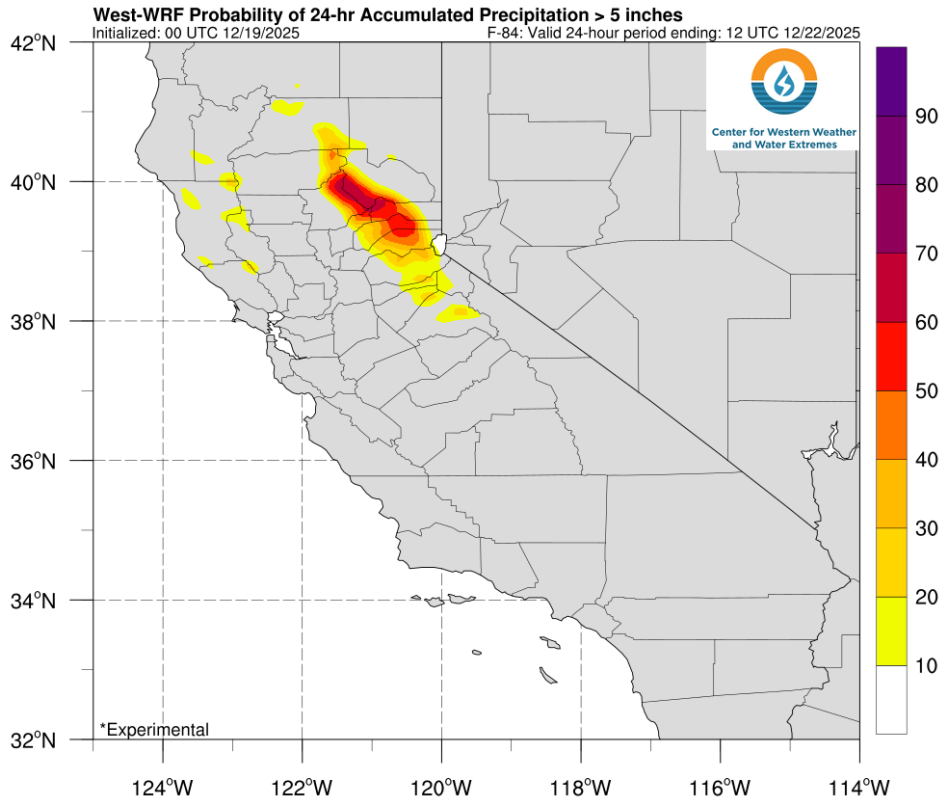 West-WRF Probability of 24-hr Accumulated Precipitation > 5 inches
Initialized: 00 UTC 12/19/2025 F-84: Valid 24-hour period ending: 12 UTC 12/22/2025
42°N
Center for Western Weather
and Water Extremes
90
40°N
80
70
38°N
60
50
36°N
40
30
34°N
20
10
*Experimental
32°N
124°W 122°W 120°W 118°W 116°W 114°W